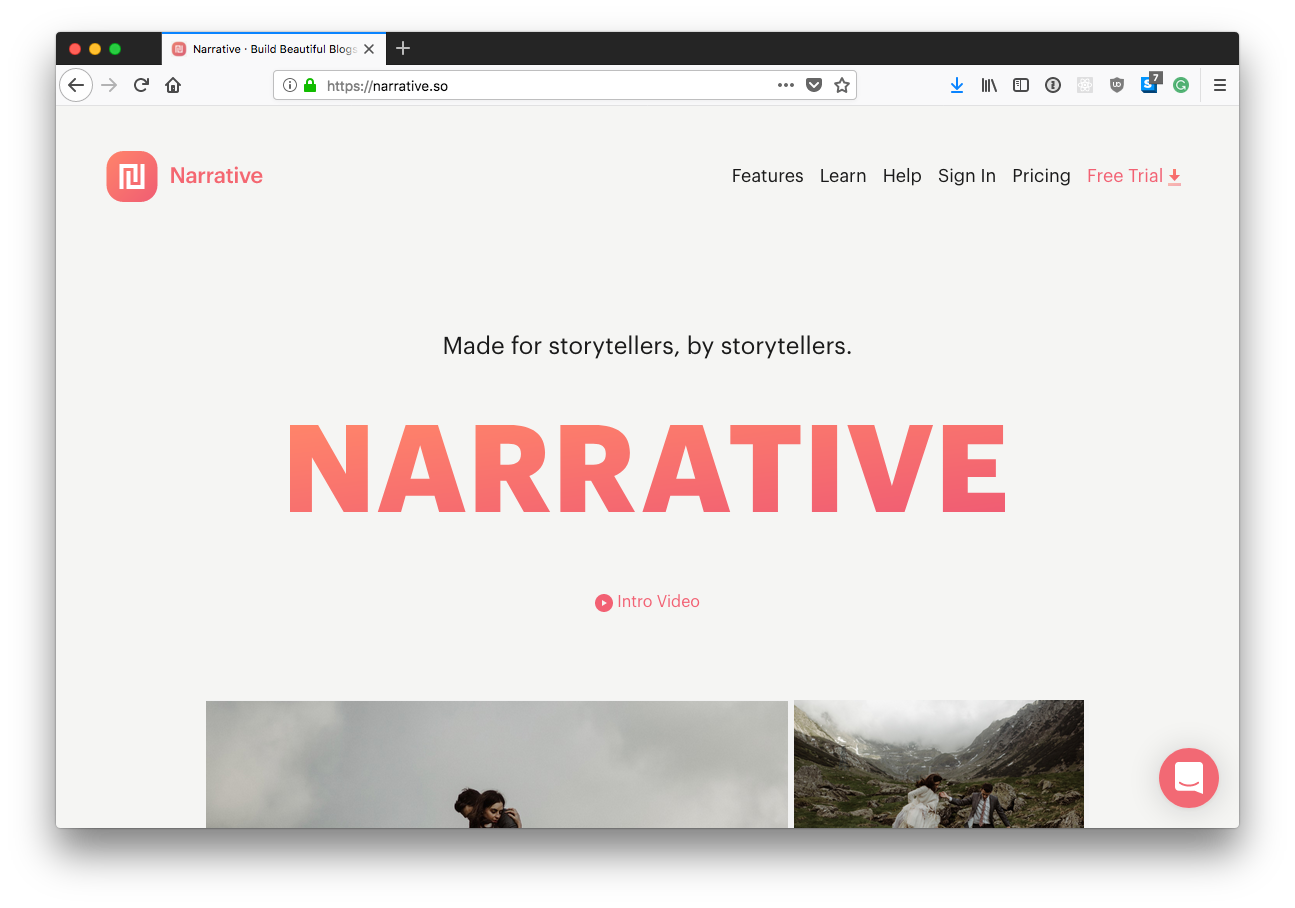 Narrative · Build Beautiful Blogs
https://narrative.so
7
Narrative
Features Learn Help Sign In Pricing Free Trial
Made for storytellers, by storytellers.
NARRATIVE
Intro Video